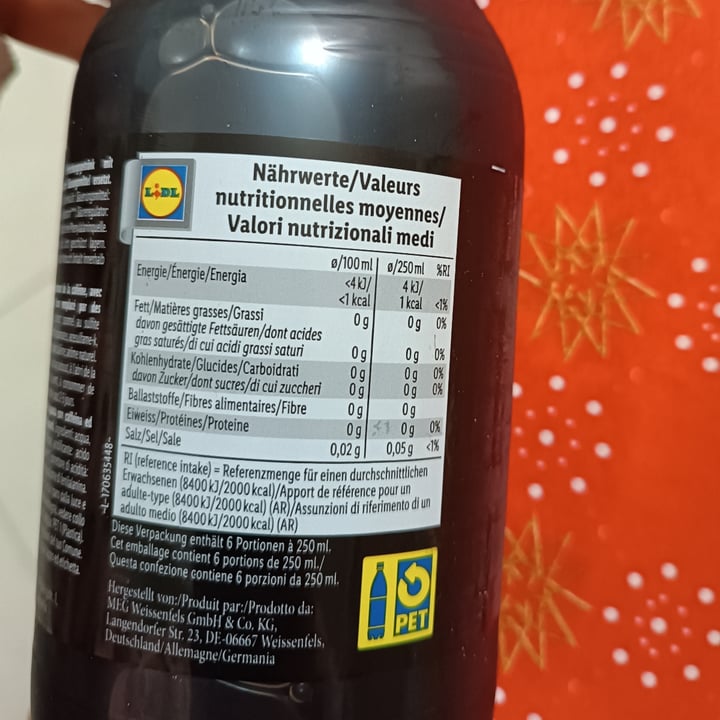 LIDL
Nährwerte/Valeurs
nutritionnelles moyennes/
Valori nutrizionali medi
ø/100 ml ø/250 ml %RI
Energie/Énergie/Energia <4 kJ/ 4 kJ/
<1 kcal 1 kcal <1%
Fett/Matières grasses/Grassi 0 g 0 g 0%
davon gesättigte Fettsäuren/dont acides
gras saturés/di cui acidi grassi saturi 0 g 0 g 0%
Kohlenhydrate/Glucides/Carboidrati 0 g 0 g 0%
davon Zucker/dont sucres/di cui zuccheri 0 g 0 g 0%
Ballaststoffe/Fibres alimentaires/Fibre 0 g 0 g
Eiweiss/Protéines/Proteine 0 g 0 g 0%
Salz/Sel/Sale 0,02 g 0,05 g <1%
RI (reference intake) = Referenzmenge für einen durchschnittlichen
Erwachsenen (8400 kJ/2000 kcal)/Apport de référence pour un
adulte-type (8400 kJ/2000 kcal) (AR)/Assunzioni di riferimento di un
adulto medio (8400 kJ/2000 kcal) (AR)
Diese Verpackung enthält 6 Portionen à 250 ml.
Cet emballage contient 6 portions de 250 ml./
Questa confezione contiene 6 porzioni da 250 ml.
Hergestellt von:/Produit par:/Prodotto da:
MEG Weissenfels GmbH & Co. KG,
Langendorfer Str. 23, DE-06667 Weissenfels,
Deutschland/Allemagne/Germania
PET
-L-170635448-